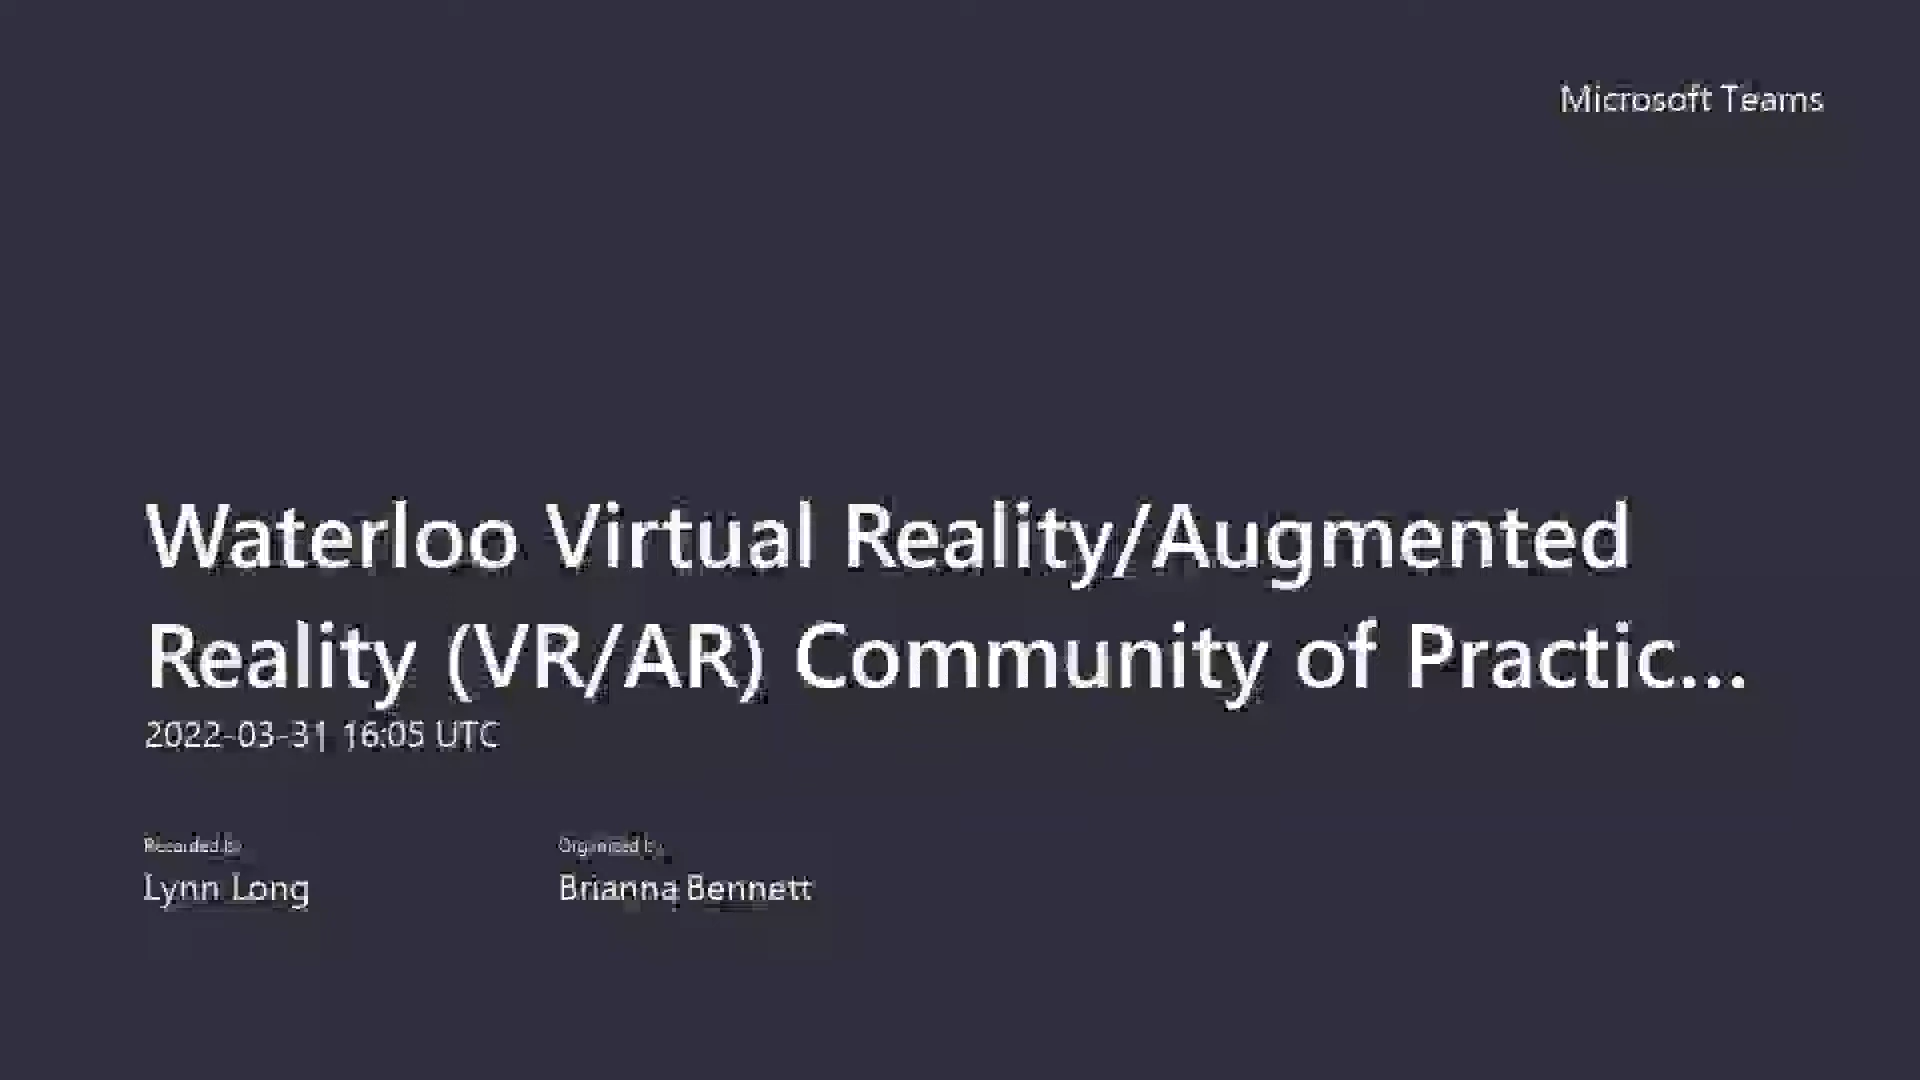 Microsoft Teams
Waterloo Virtual Reality/Augmented
Reality (VR/AR) Community of Practic...
2022-03-31 16:05 UTC
Recorded by
Organized by
Lynn Long
Brianna Bennett